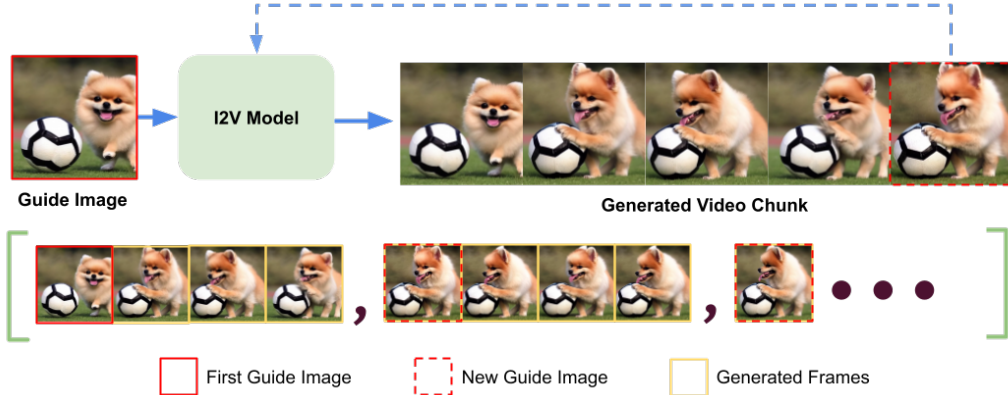 I2V Model
Guide Image
Generated Video Chunk
First Guide Image
New Guide Image
Generated Frames